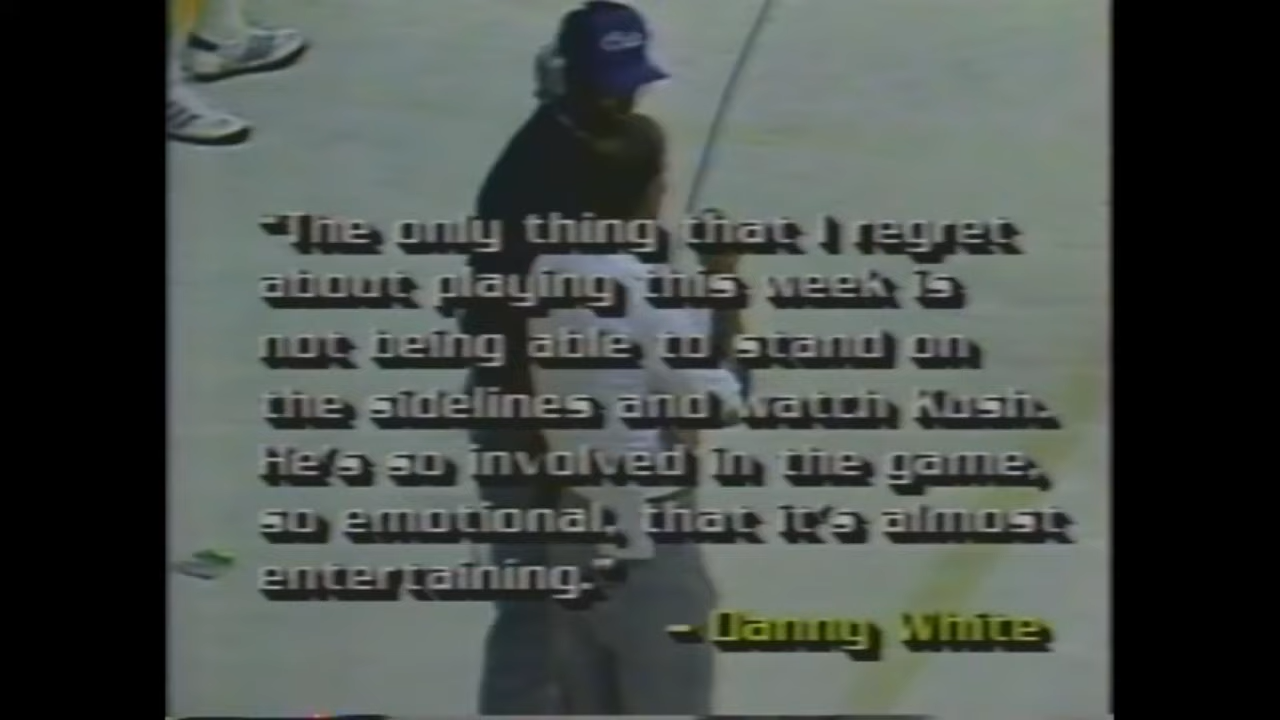 "The only thing that I regret
about playing this week is
not being able to stand on
the sidelines and watch Kush.
He's so involved in the game,
so emotional, that it's almost
entertaining."
- Danny White
Colts